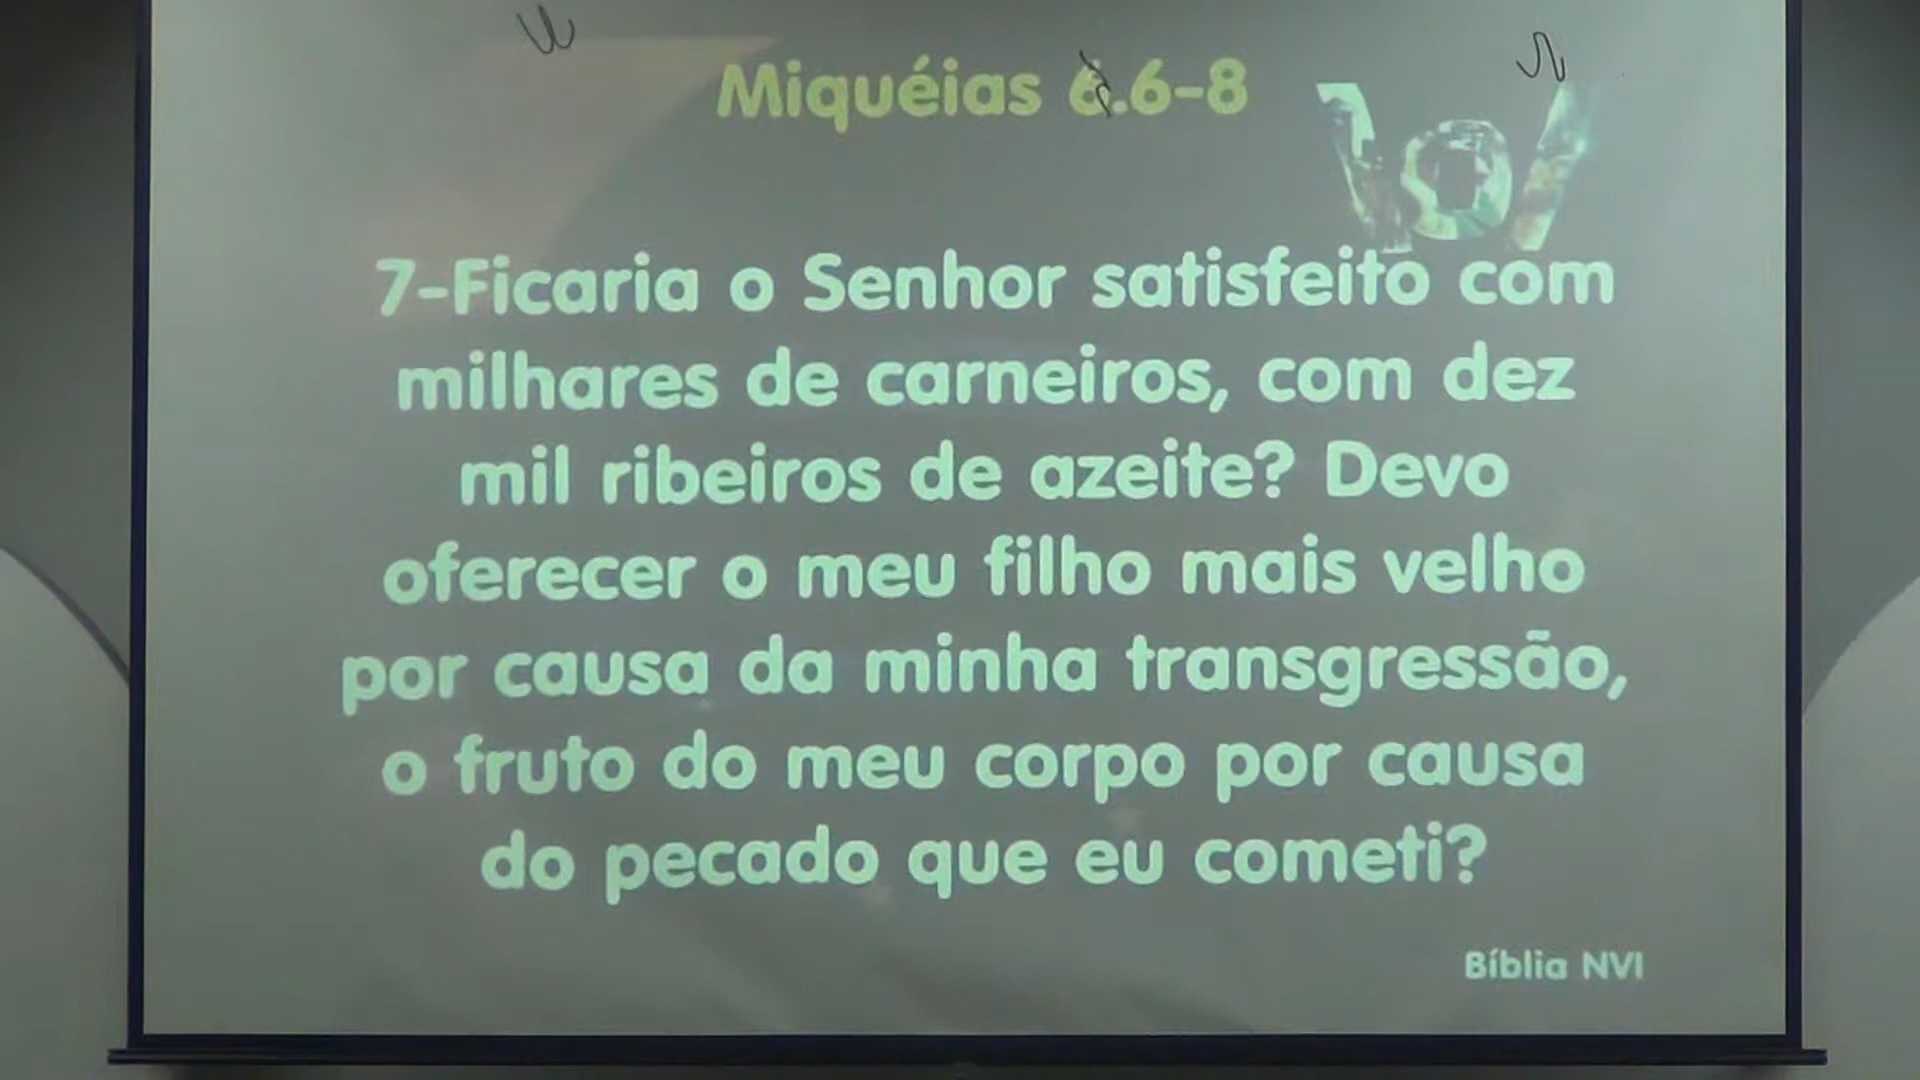 Miquéias 6.6-8
\o/
7-Ficaria o Senhor satisfeito com
milhares de carneiros, com dez
mil ribeiros de azeite? Devo
oferecer o meu filho mais velho
por causa da minha transgressão,
o fruto do meu corpo por causa
do pecado que eu cometi?
Bíblia NVI